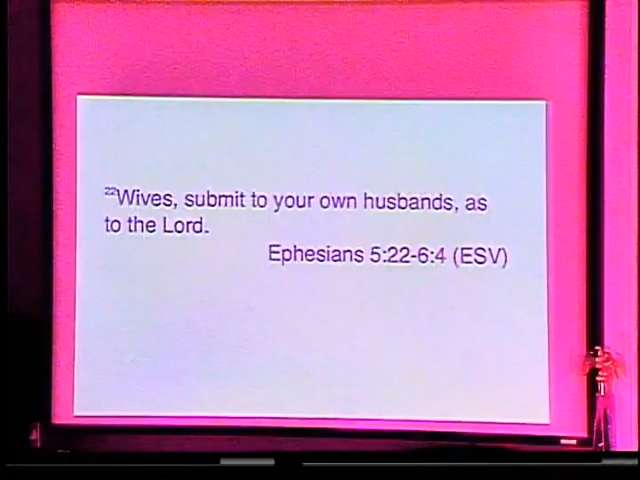 ²²Wives, submit to your own husbands, as
to the Lord.
Ephesians 5:22-6:4 (ESV)